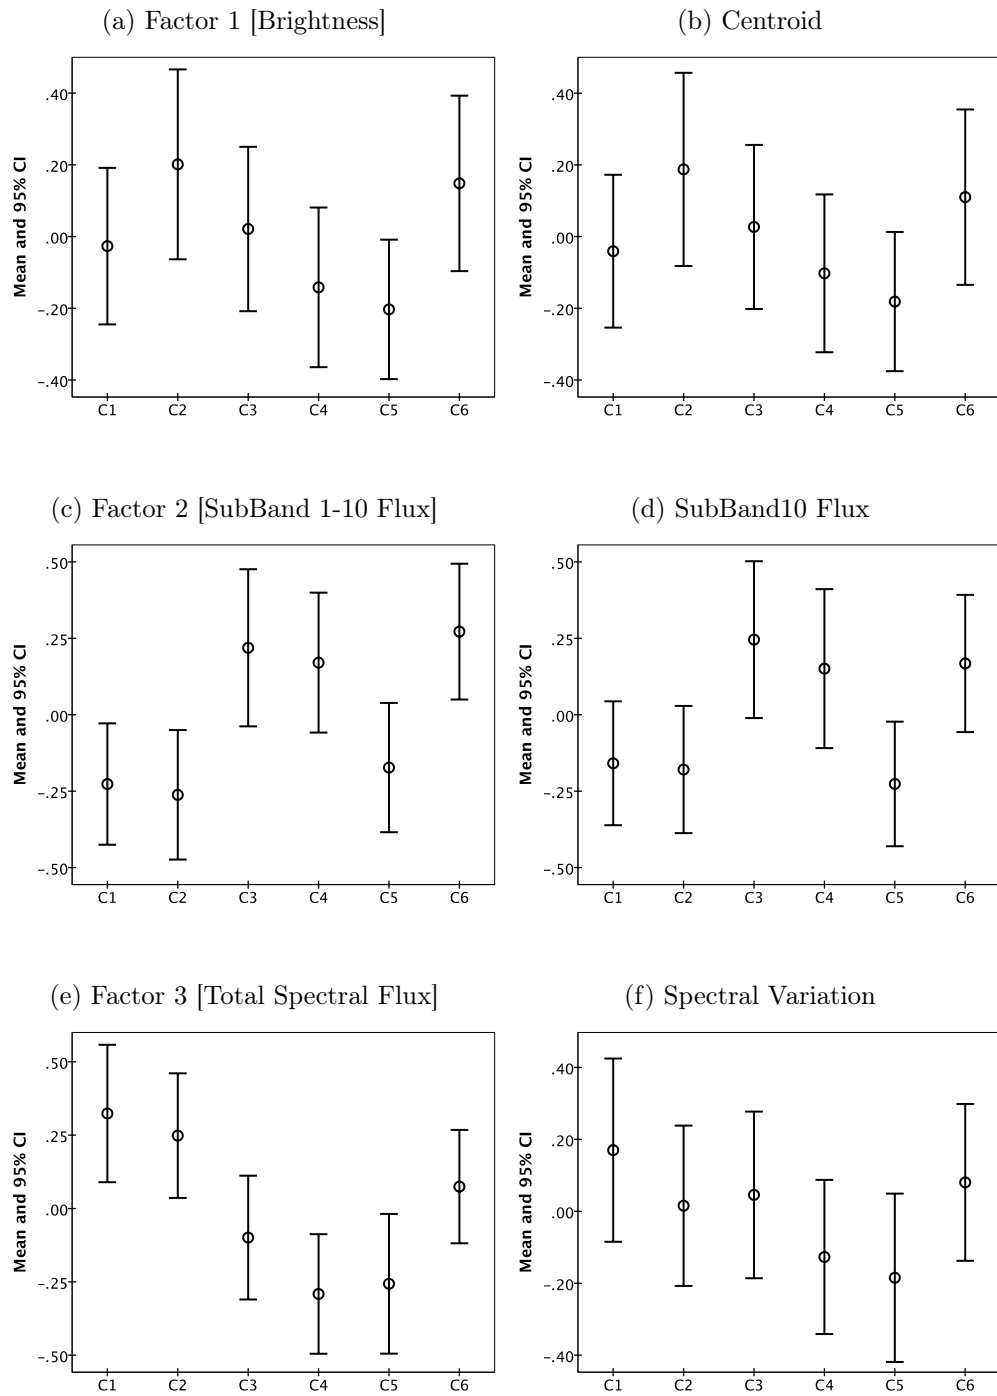 (a) Factor 1 [Brightness]
Mean and 95% CI
.40
.20
.00
−.20
−.40
C1 C2 C3 C4 C5 C6
(b) Centroid
Mean and 95% CI
.40
.20
.00
−.20
−.40
C1 C2 C3 C4 C5 C6
(c) Factor 2 [SubBand 1-10 Flux]
Mean and 95% CI
.50
.25
.00
−.25
−.50
C1 C2 C3 C4 C5 C6
(d) SubBand10 Flux
Mean and 95% CI
.50
.25
.00
−.25
−.50
C1 C2 C3 C4 C5 C6
(e) Factor 3 [Total Spectral Flux]
Mean and 95% CI
.50
.25
.00
−.25
−.50
C1 C2 C3 C4 C5 C6
(f) Spectral Variation
Mean and 95% CI
.40
.20
.00
−.20
−.40
C1 C2 C3 C4 C5 C6